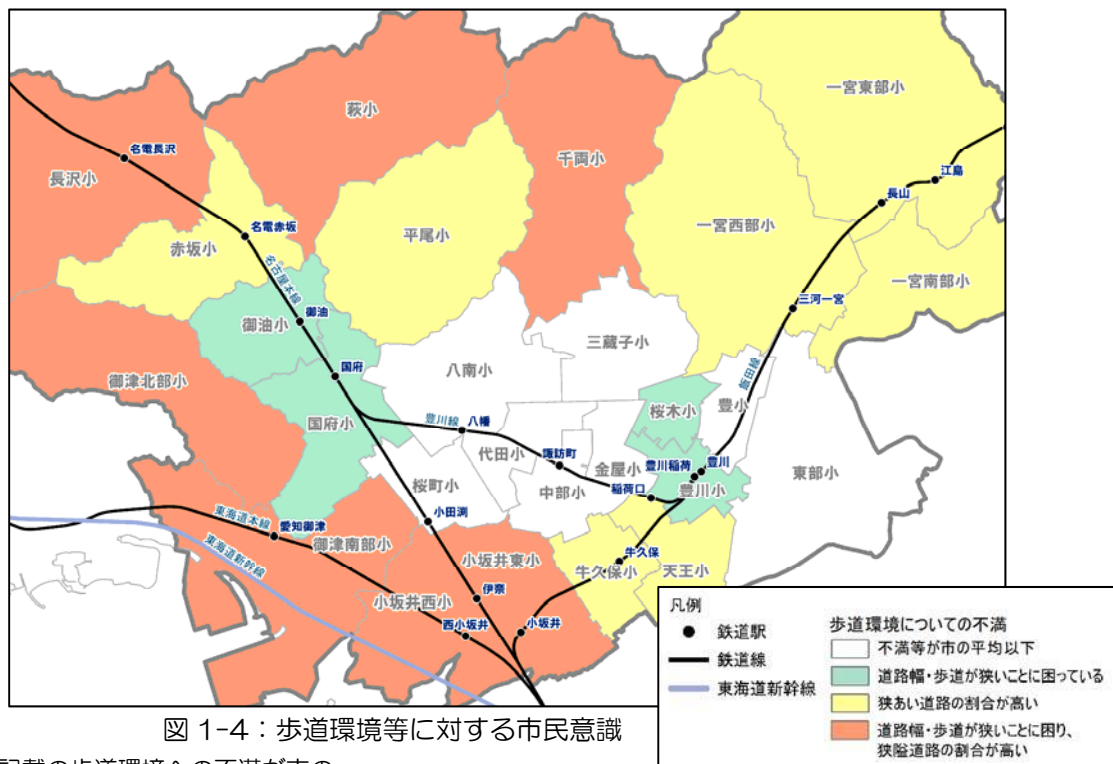 一宮東部小
萩小
名電長沢
千両小
長沢小
江島
長山
名電赤坂
平尾小
一宮西部小
赤坂小
名古屋本線
一宮南部小
三河一宮
御油小
御油
三蔵子小
八南小
国府
御津北部小
飯田線
桜木小
豊小
国府小
豊川線
八幡
代田小
諏訪町
金屋小
豊川稲荷
豊川
東部小
桜町小
中部小
稲荷口
豊川小
小田渕
東海道本線
愛知御津
御津南部小
東海道新幹線
小坂井東小
牛久保
牛久保小
天王小
伊奈
小坂井西小
西小坂井
小坂井
凡例
鉄道駅
鉄道線
東海道新幹線
歩道環境についての不満
不満等が市の平均以下
道路幅・歩道が狭いことに困っている
狭あい道路の割合が高い
道路幅・歩道が狭いことに困り、
狭隘道路の割合が高い
図 1-4：歩道環境等に対する市民意識
記載の歩道環境への不満が市の